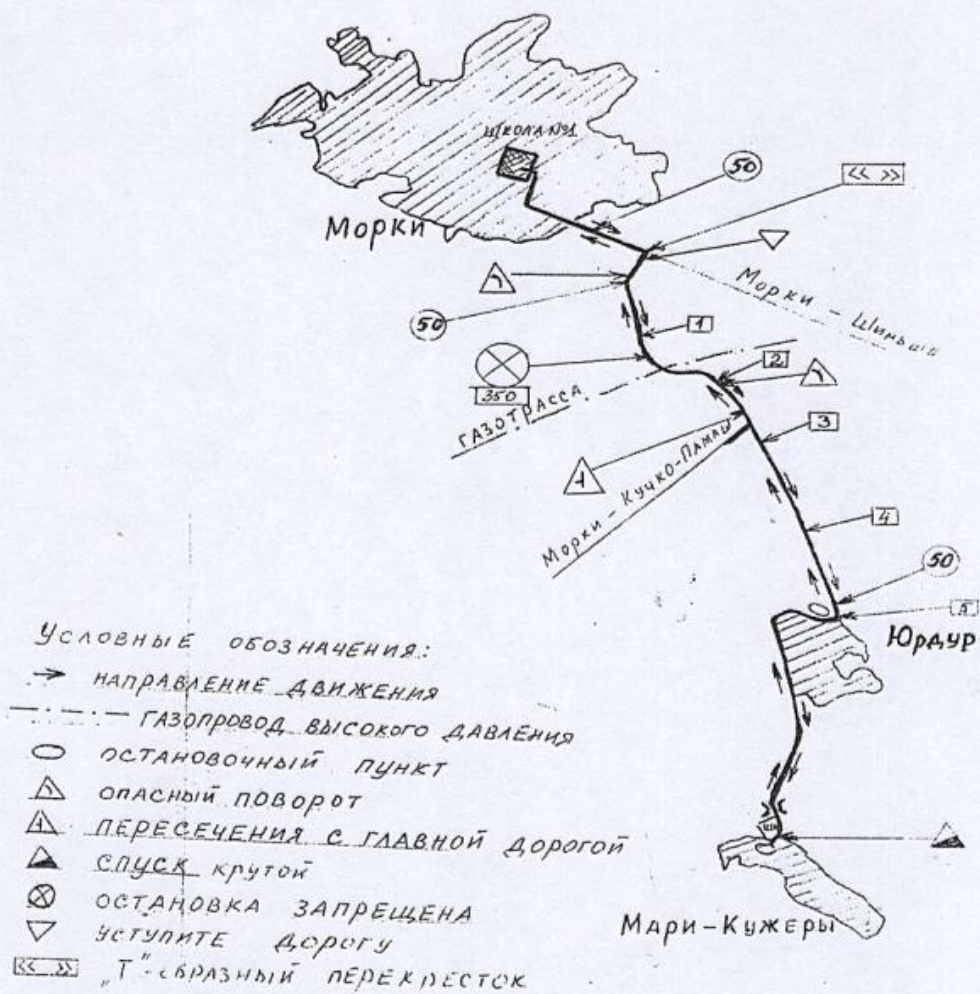 ШКОЛА №1
50
<< >>
Морки
Морки - Шиньша
50
1
350
2
ГАЗОТРАССА
3
1
Морки - Кучко-Памаш
4
50
5
Юрдур
Условные обозначения:
направление движения
газопровод высокого давления
остановочный пункт
опасный поворот
1 пересечения с главной дорогой
спуск крутой
остановка запрещена
уступите дорогу
<< >> „Т"-образный перекресток
Мари-Кужеры